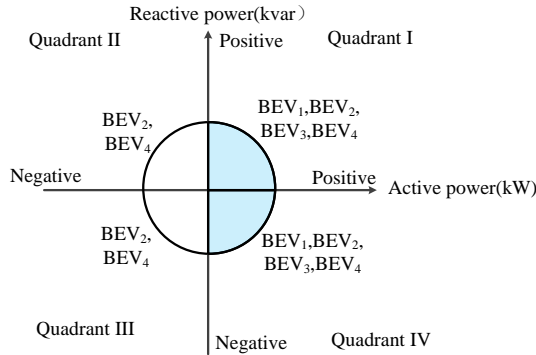 Reactive power(kvar）
Quadrant II
Positive
Quadrant I
BEV₂,
BEV₄
BEV₁,BEV₂,
BEV₃,BEV₄
Negative
Positive
Active power(kW)
BEV₂,
BEV₄
BEV₁,BEV₂,
BEV₃,BEV₄
Quadrant III
Negative
Quadrant IV